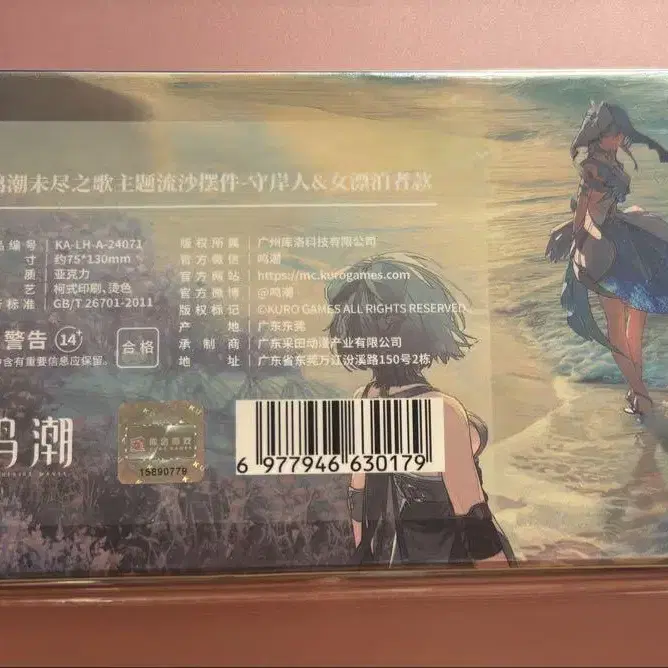 鸣潮未尽之歌主题流沙摆件-守岸人&女漂泊者款
品编号 KA-LH-A-24071
寸 约75*130mm
质 亚克力
艺 柯式印刷、烫色
标准 GB/T 26701-2011
警告 14+
含有重要信息应保留。
合格
版权所属 广州库洛科技有限公司
官方微信 鸣潮
官方网站 https://mc.kurogames.com
官方微博 @鸣潮
版权标记 ©KURO GAMES ALL RIGHTS RESERVED.
产地 广东东莞
承制商 广东采田动漫产业有限公司
地址 广东省东莞万江汾溪路150号2栋
鸣潮
15890779
6 977946 630179